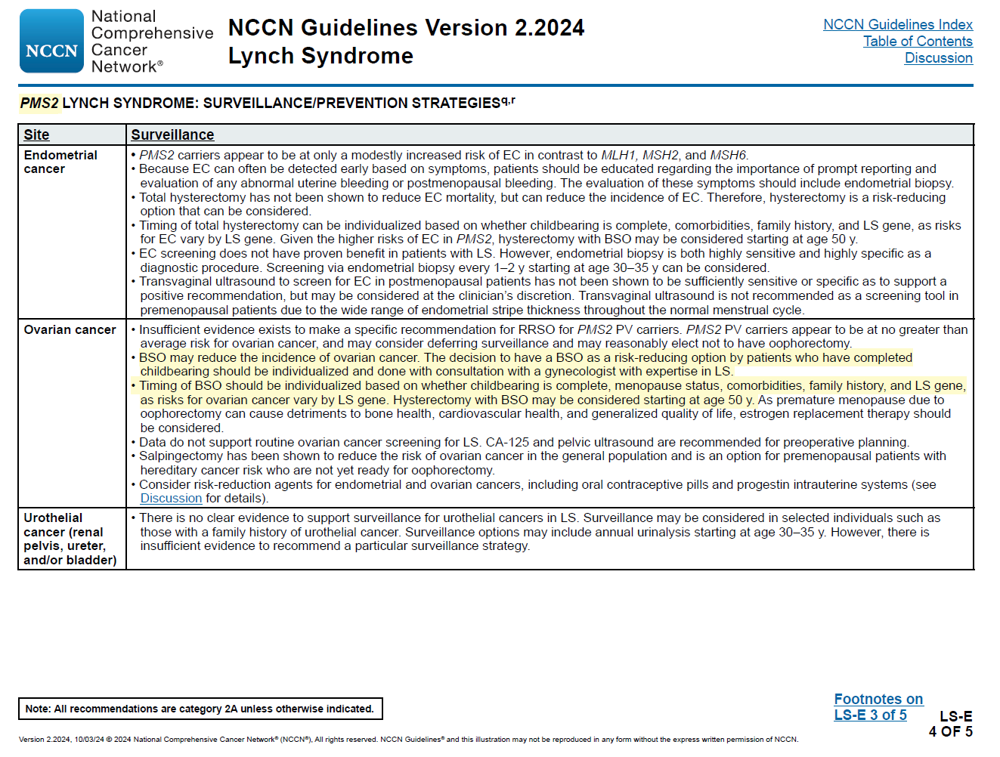 National
Comprehensive
Cancer
Network®
NCCN
NCCN Guidelines Version 2.2024
Lynch Syndrome
NCCN Guidelines Index
Table of Contents
Discussion
PMS2 LYNCH SYNDROME: SURVEILLANCE/PREVENTION STRATEGIESq,r
Site
Surveillance
Endometrial
cancer
• PMS2 carriers appear to be at only a modestly increased risk of EC in contrast to MLH1, MSH2, and MSH6.
• Because EC can often be detected early based on symptoms, patients should be educated regarding the importance of prompt reporting and
evaluation of any abnormal uterine bleeding or postmenopausal bleeding. The evaluation of these symptoms should include endometrial biopsy.
• Total hysterectomy has not been shown to reduce EC mortality, but can reduce the incidence of EC. Therefore, hysterectomy is a risk-reducing
option that can be considered.
• Timing of total hysterectomy can be individualized based on whether childbearing is complete, comorbidities, family history, and LS gene, as risks
for EC vary by LS gene. Given the higher risks of EC in PMS2, hysterectomy with BSO may be considered starting at age 50 y.
• EC screening does not have proven benefit in patients with LS. However, endometrial biopsy is both highly sensitive and highly specific as a
diagnostic procedure. Screening via endometrial biopsy every 1–2 y starting at age 30–35 y can be considered.
• Transvaginal ultrasound to screen for EC in postmenopausal patients has not been shown to be sufficiently sensitive or specific as to support a
positive recommendation, but may be considered at the clinician's discretion. Transvaginal ultrasound is not recommended as a screening tool in
premenopausal patients due to the wide range of endometrial stripe thickness throughout the normal menstrual cycle.
Ovarian cancer
• Insufficient evidence exists to make a specific recommendation for RRSO for PMS2 PV carriers. PMS2 PV carriers appear to be at no greater than
average risk for ovarian cancer, and may consider deferring surveillance and may reasonably elect not to have oophorectomy.
• BSO may reduce the incidence of ovarian cancer. The decision to have a BSO as a risk-reducing option by patients who have completed
childbearing should be individualized and done with consultation with a gynecologist with expertise in LS.
• Timing of BSO should be individualized based on whether childbearing is complete, menopause status, comorbidities, family history, and LS gene,
as risks for ovarian cancer vary by LS gene. Hysterectomy with BSO may be considered starting at age 50 y. As premature menopause due to
oophorectomy can cause detriments to bone health, cardiovascular health, and generalized quality of life, estrogen replacement therapy should
be considered.
• Data do not support routine ovarian cancer screening for LS. CA-125 and pelvic ultrasound are recommended for preoperative planning.
• Salpingectomy has been shown to reduce the risk of ovarian cancer in the general population and is an option for premenopausal patients with
hereditary cancer risk who are not yet ready for oophorectomy.
• Consider risk-reduction agents for endometrial and ovarian cancers, including oral contraceptive pills and progestin intrauterine systems (see
Discussion for details).
Urothelial
cancer (renal
pelvis, ureter,
and/or bladder)
• There is no clear evidence to support surveillance for urothelial cancers in LS. Surveillance may be considered in selected individuals such as
those with a family history of urothelial cancer. Surveillance options may include annual urinalysis starting at age 30–35 y. However, there is
insufficient evidence to recommend a particular surveillance strategy.
Note: All recommendations are category 2A unless otherwise indicated.
Footnotes on
LS-E 3 of 5
LS-E
4 OF 5
Version 2.2024, 10/03/24 © 2024 National Comprehensive Cancer Network® (NCCN®), All rights reserved. NCCN Guidelines® and this illustration may not be reproduced in any form without the express written permission of NCCN.